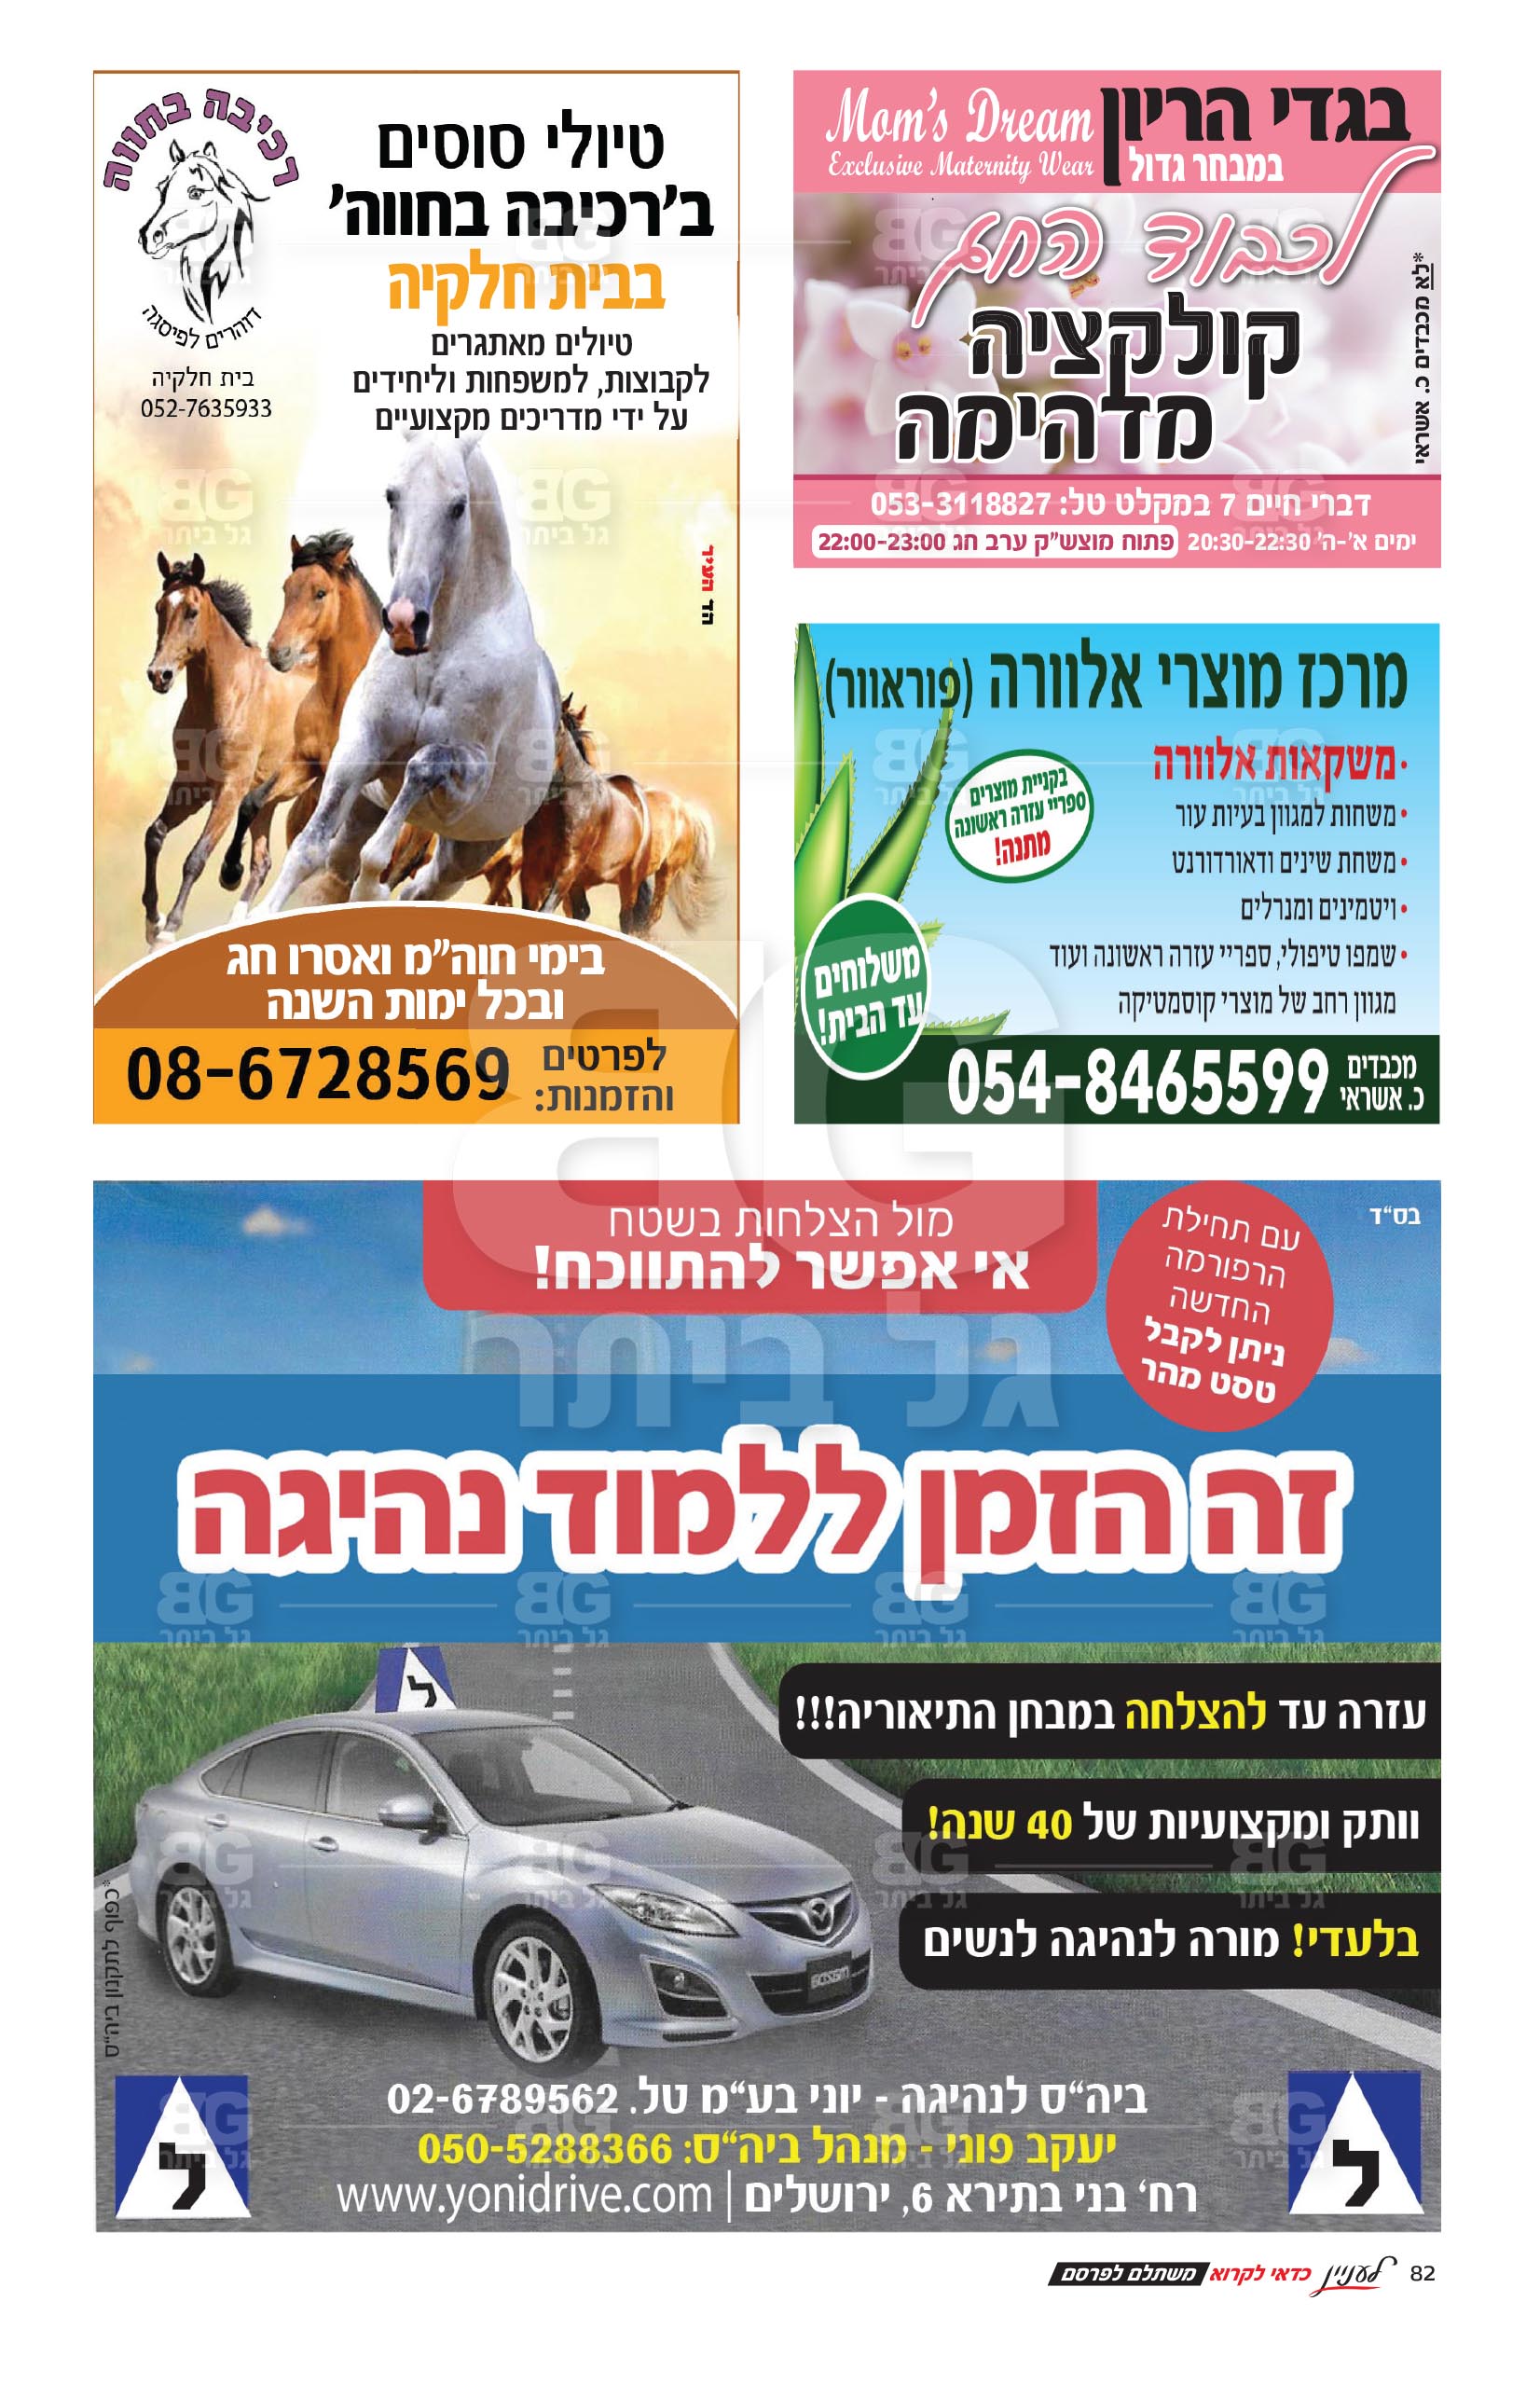 בגדי הריון
במבחר גדול
Mom's Dream
Exclusive Maternity Wear
לכבוד החג
קולקציה
מדהימה
*לא מכבדים כ. אשראי
דברי חיים 7 במקלט טל: 053-3118827
ימים א'-ה' 20:30-22:30 פתוח מוצש"ק ערב חג 22:00-23:00
רכיבה בחווה
דוהרים לפיסגה
בית חלקיה
052-7635933
טיולי סוסים
ב'רכיבה בחווה'
בבית חלקיה
טיולים מאתגרים
לקבוצות, למשפחות וליחידים
על ידי מדריכים מקצועיים
הד העיר
בימי חוה"מ ואסרו חג
ובכל ימות השנה
לפרטים
והזמנות:
08-6728569
מרכז מוצרי אלוורה (פוראוור)
·משקאות אלוורה
• משחות למגוון בעיות עור
• משחת שינים ודאורדורנט
• ויטמינים ומנרלים
• שמפו טיפולי, ספריי עזרה ראשונה ועוד
מגוון רחב של מוצרי קוסמטיקה
בקניית מוצרים
ספריי עזרה ראשונה
מתנה!
משלוחים
עד הבית!
מכבדים
כ. אשראי
054-8465599
בס"ד
עם תחילת
הרפורמה
החדשה
ניתן לקבל
טסט מהר
מול הצלחות בשטח
אי אפשר להתווכח!
זה הזמן ללמוד נהיגה
ל
עזרה עד להצלחה במבחן התיאוריה!!!
וותק ומקצועיות של 40 שנה!
בלעדי! מורה לנהיגה לנשים
ביה"ס לנהיגה - יוני בע"מ טל. 02-6789562
יעקב פוני - מנהל ביה"ס: 050-5288366
רח' בני בתירא 6, ירושלים | www.yonidrive.com
ל
ל
82 לעניין כדאי לקרוא משתלם לפרסם
BG
גל ביתר